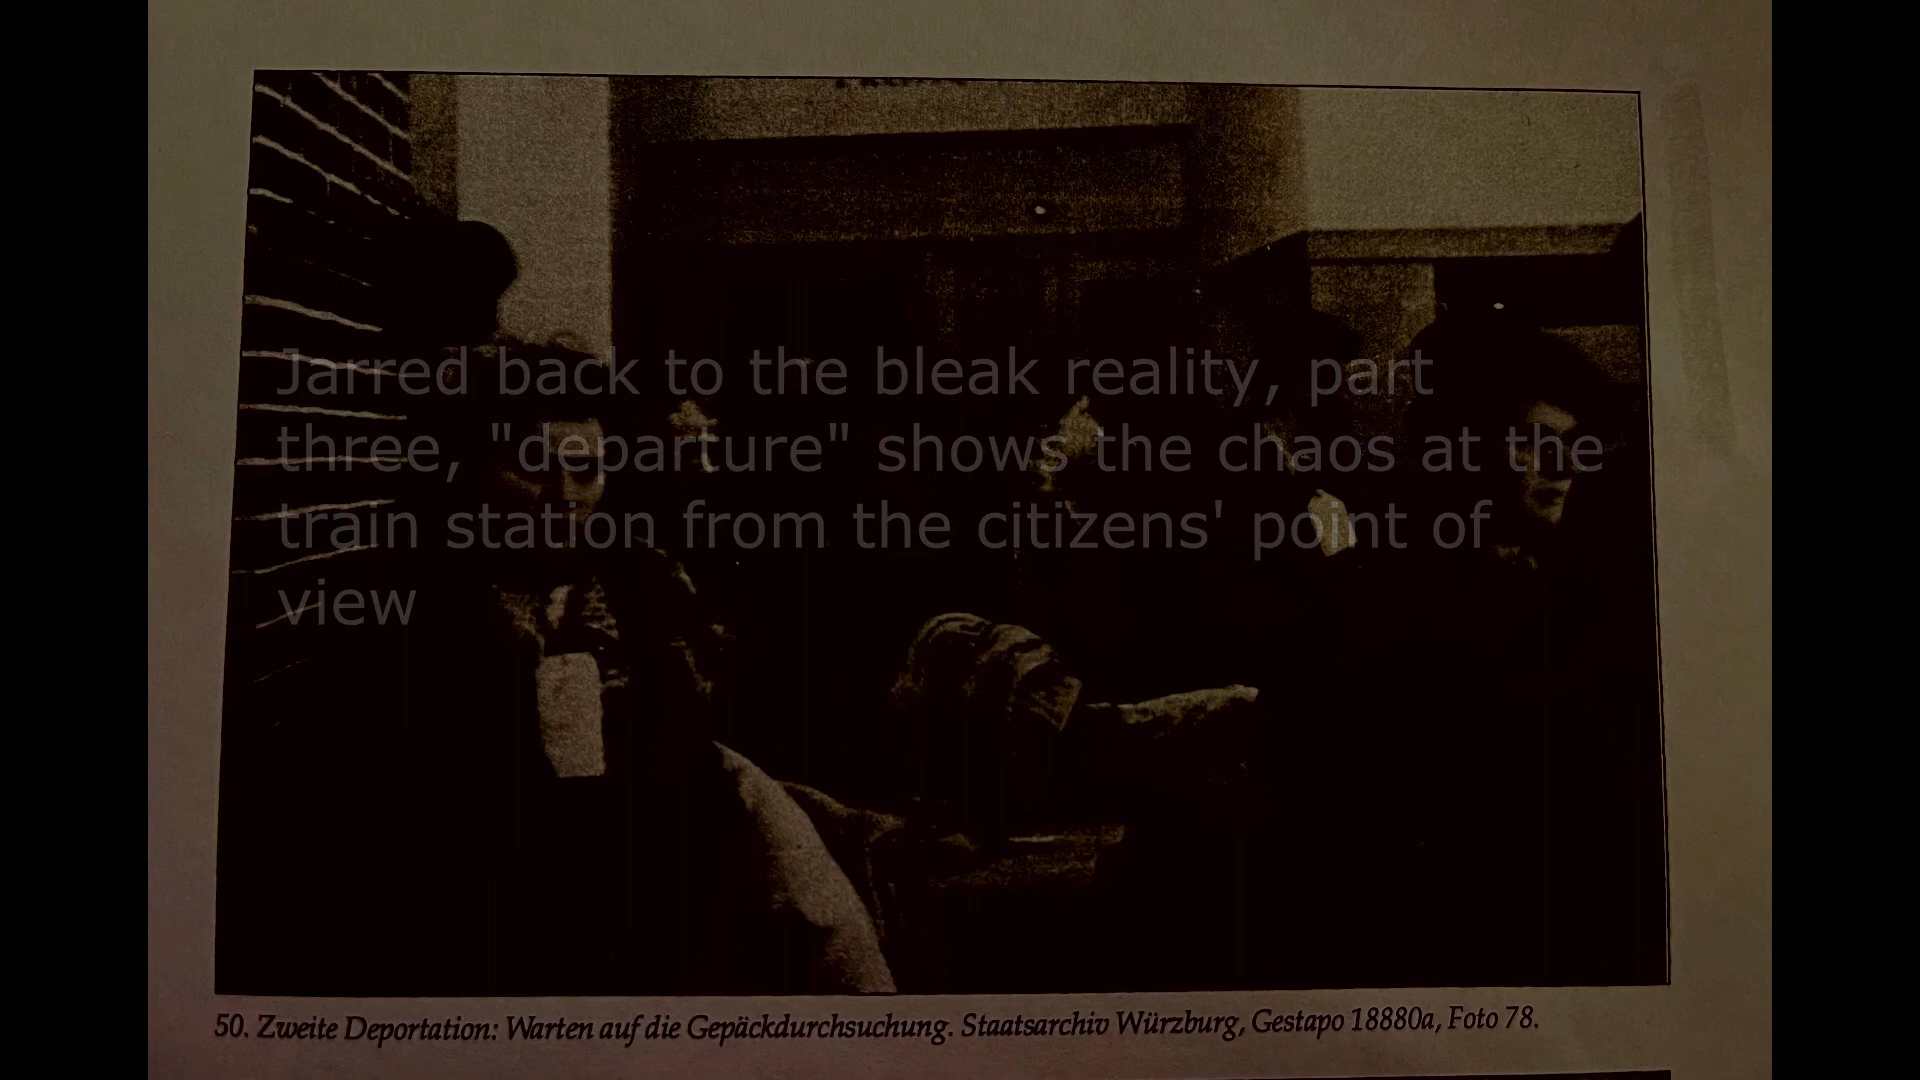 Jarred back to the bleak reality, part
three, "departure" shows the chaos at the
train station from the citizens' point of
view
50. Zweite Deportation: Warten auf die Gepäckdurchsuchung. Staatsarchiv Würzburg, Gestapo 18880a, Foto 78.